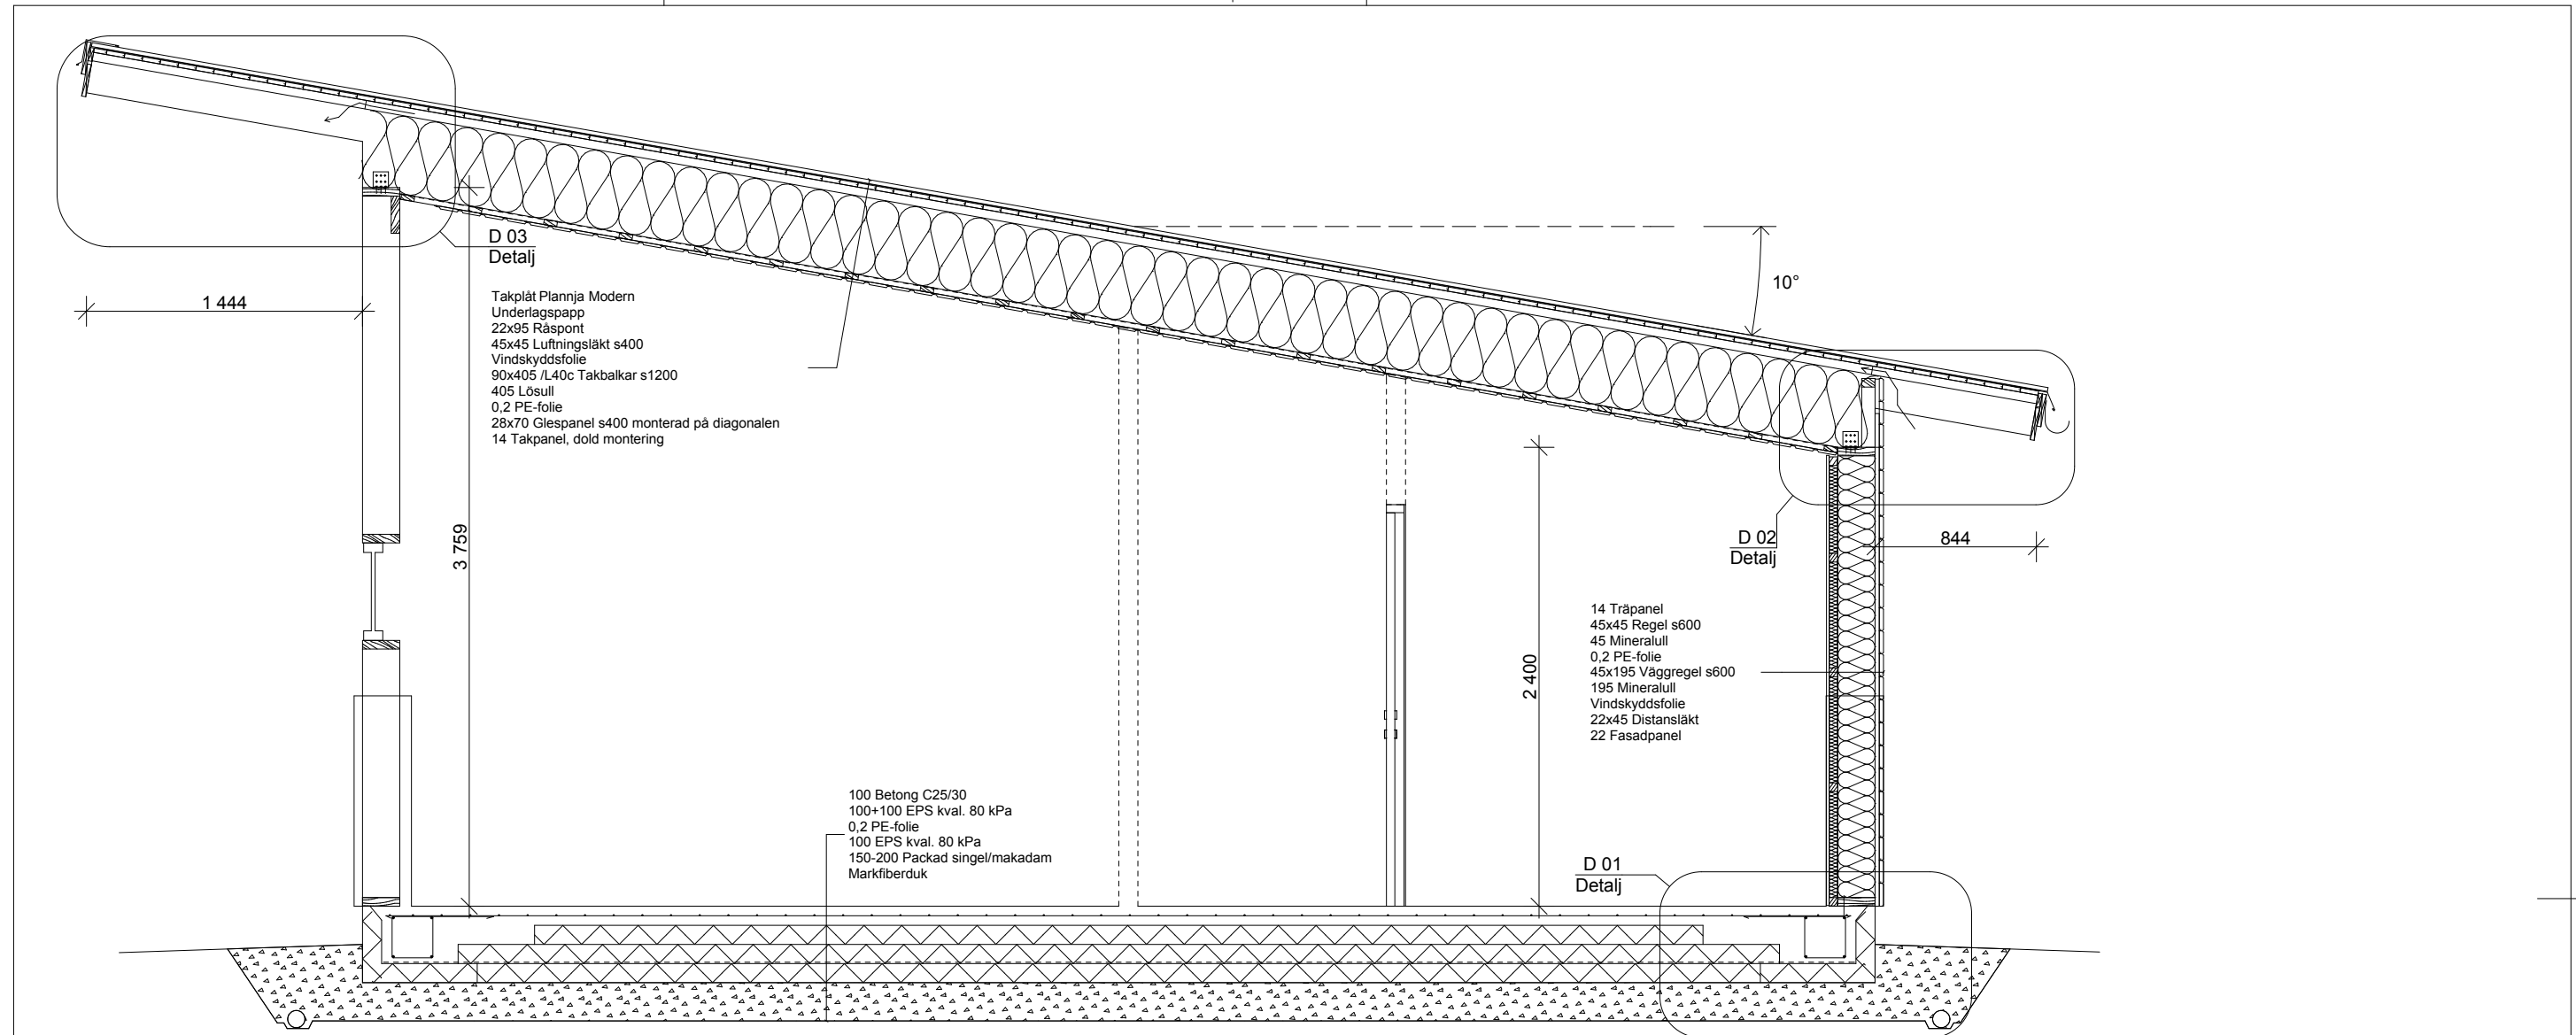 D 03
Detalj
1 444
Takplåt Plannja Modern
Underlagspapp
22x95 Råspont
45x45 Luftningsläkt s400
Vindskyddsfolie
90x405 /L40c Takbalkar s1200
405 Lösull
0,2 PE-folie
28x70 Glespanel s400 monterad på diagonalen
14 Takpanel, dold montering
10°
3 759
D 02
Detalj
844
2 400
14 Träpanel
45x45 Regel s600
45 Mineralull
0,2 PE-folie
45x195 Väggregel s600
195 Mineralull
Vindskyddsfolie
22x45 Distansläkt
22 Fasadpanel
100 Betong C25/30
100+100 EPS kval. 80 kPa
0,2 PE-folie
100 EPS kval. 80 kPa
150-200 Packad singel/makadam
Markfiberduk
D 01
Detalj